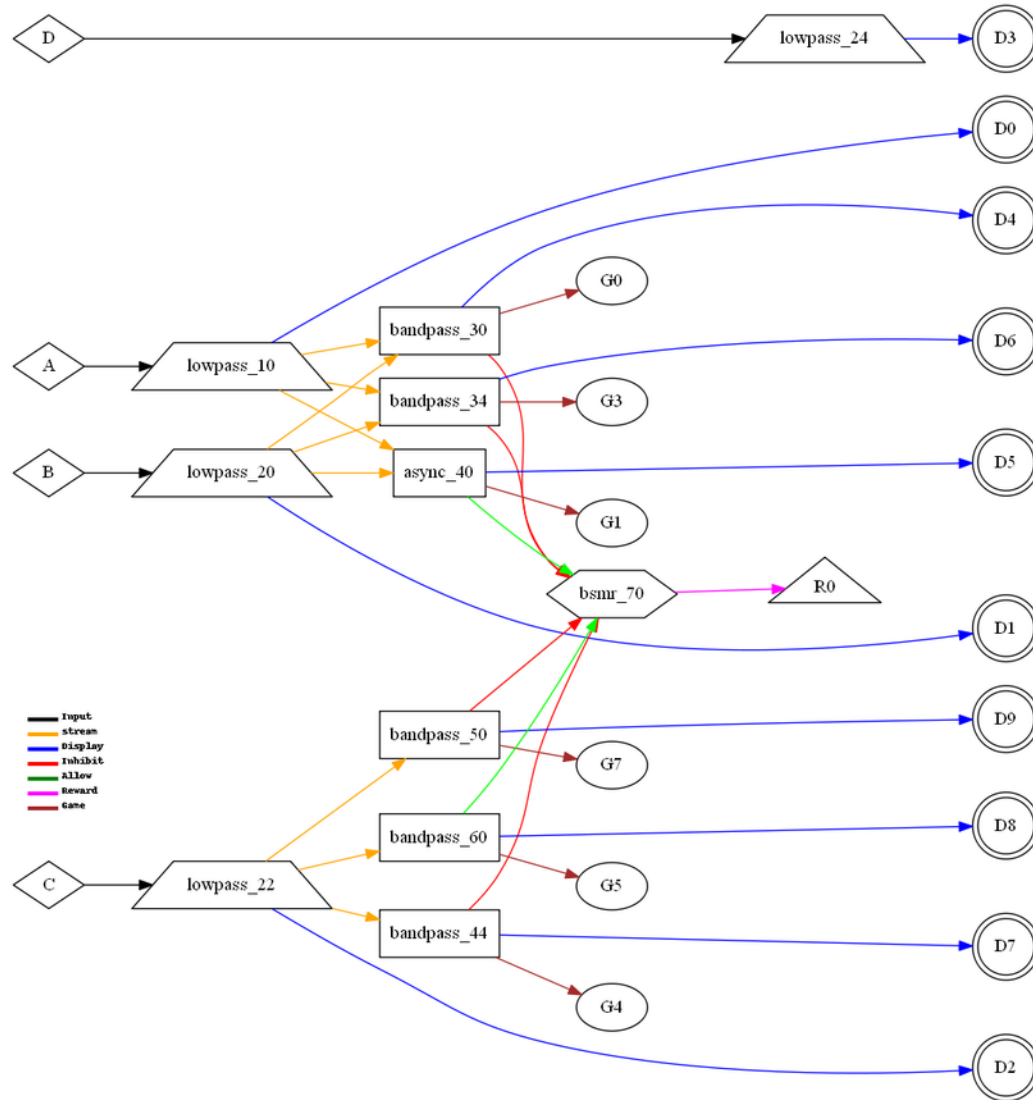 D
lowpass_24
D3
D0
D4
G0
bandpass_30
D6
A
lowpass_10
bandpass_34
G3
B
lowpass_20
async_40
D5
G1
bsmr_70
R0
D1
Input
stream
Display
Inhibit
Allow
Reward
Game
bandpass_50
D9
G7
bandpass_60
D8
C
lowpass_22
G5
bandpass_44
D7
G4
D2